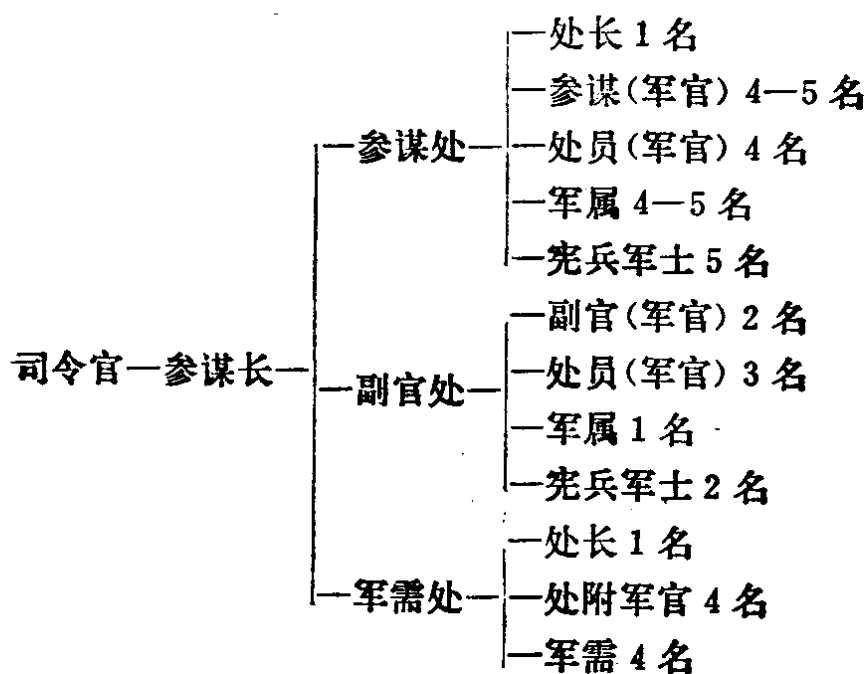 处长 1 名
参谋(军官) 4—5 名
参谋处
处员(军官) 4 名
军属 4—5 名
宪兵军士 5 名
副官(军官) 2 名
司令官—参谋长
处员(军官) 3 名
副官处
军属 1 名
宪兵军士 2 名
处长 1 名
军需处
处附军官 4 名
军需 4 名